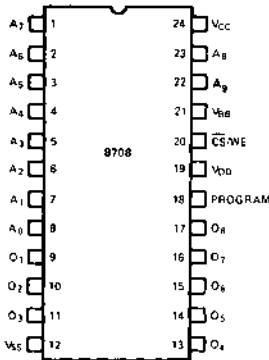 A7 1 24 VCC
A6 2 23 A8
A5 3 22 A9
A4 4 21 VBB
A3 5 20 C̅S̅/WE
8708
A2 6 19 VDD
A1 7 18 PROGRAM
A0 8 17 O8
O1 9 16 O7
O2 10 15 O6
O3 11 14 O5
VSS 12 13 O4